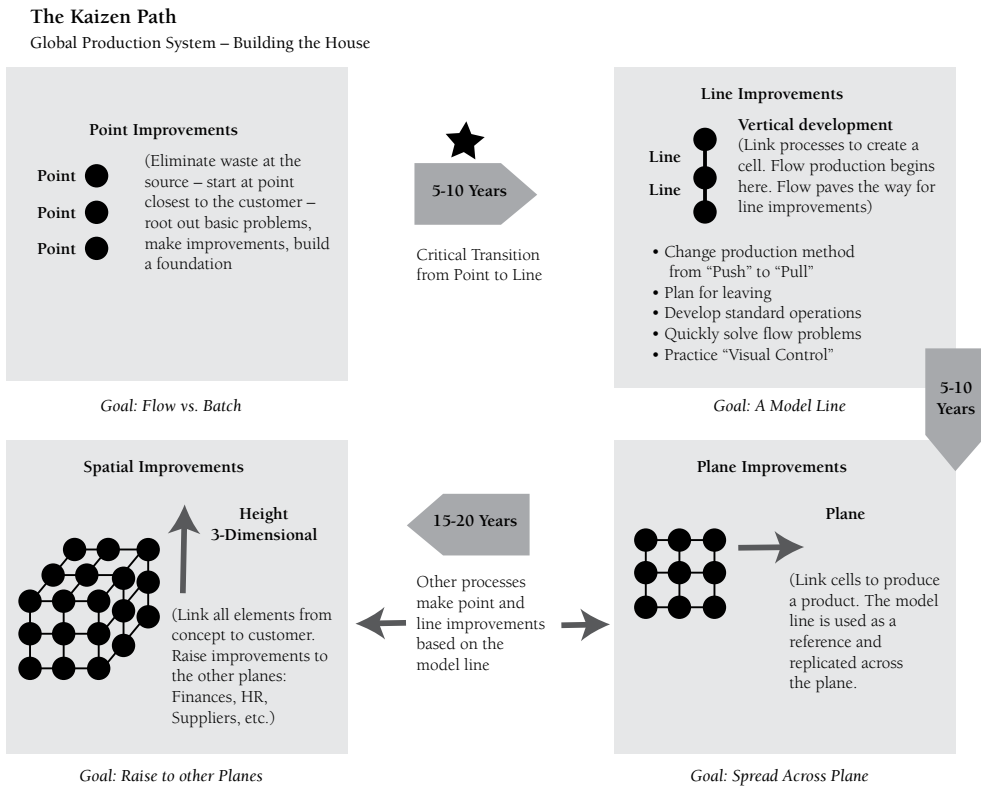 The Kaizen Path
Global Production System – Building the House
Point Improvements
Point
Point
Point
(Eliminate waste at the
source – start at point
closest to the customer –
root out basic problems,
make improvements, build
a foundation
Goal: Flow vs. Batch
5-10 Years
Critical Transition
from Point to Line
Line Improvements
Vertical development
Line
Line
(Link processes to create a
cell. Flow production begins
here. Flow paves the way for
line improvements)
• Change production method
from “Push” to “Pull”
• Plan for leaving
• Develop standard operations
• Quickly solve flow problems
• Practice “Visual Control”
Goal: A Model Line
5-10
Years
Plane Improvements
Plane
(Link cells to produce
a product. The model
line is used as a
reference and
replicated across
the plane.
Goal: Spread Across Plane
15-20 Years
Other processes
make point and
line improvements
based on the
model line
Spatial Improvements
Height
3-Dimensional
(Link all elements from
concept to customer.
Raise improvements to
the other planes:
Finances, HR,
Suppliers, etc.)
Goal: Raise to other Planes